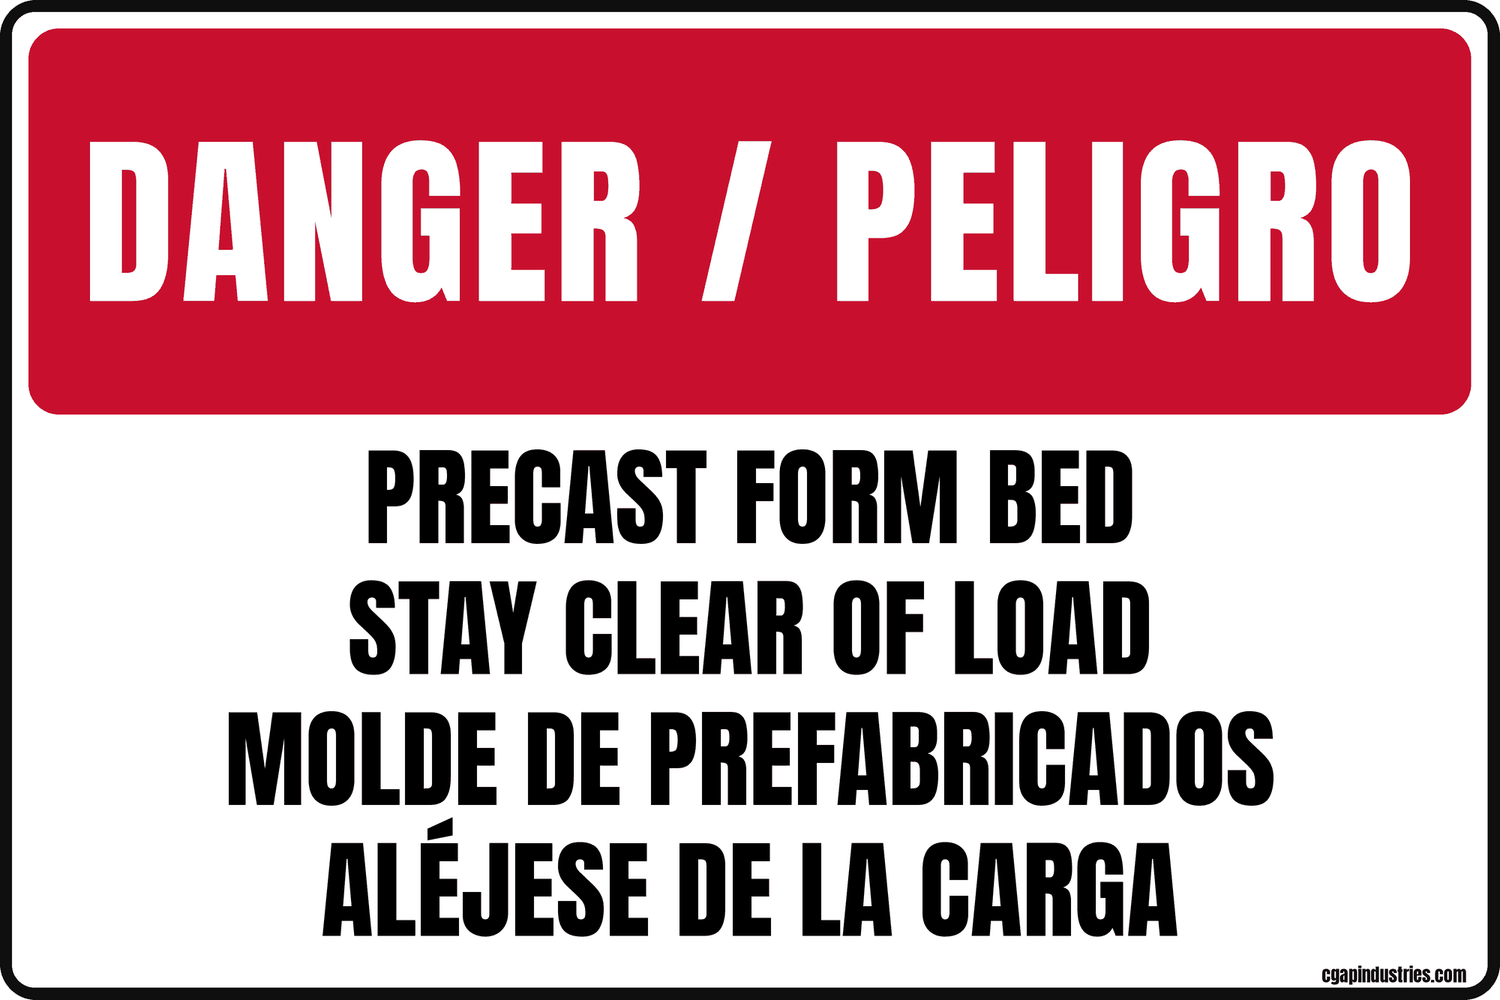 DANGER / PELIGRO
PRECAST FORM BED
STAY CLEAR OF LOAD
MOLDE DE PREFABRICADOS
ALÉJESE DE LA CARGA
cgapindustries.com